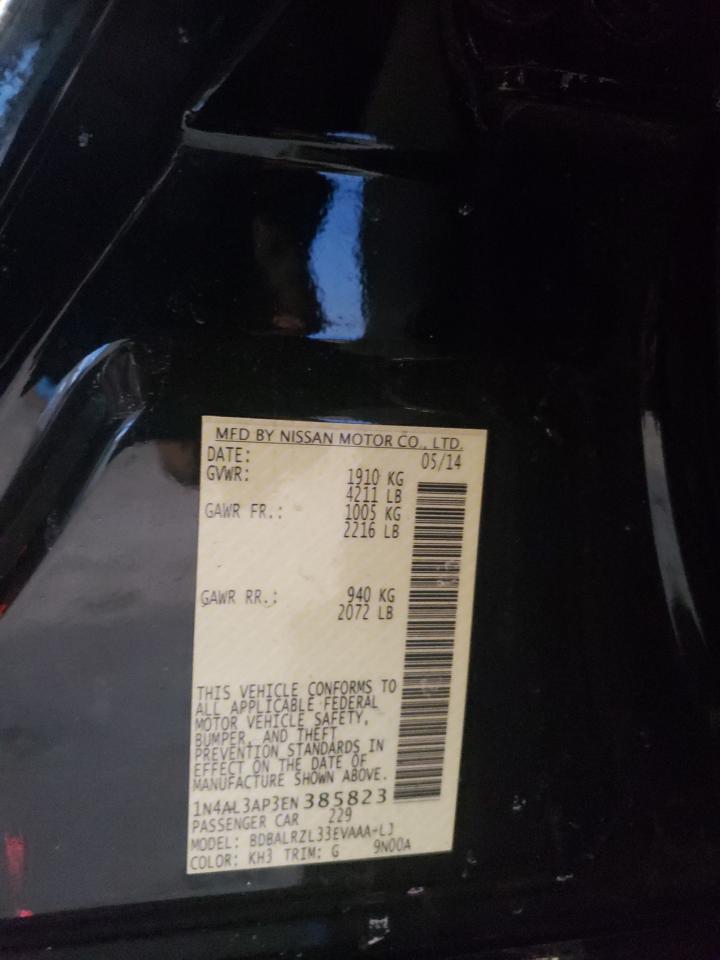 MFD BY NISSAN MOTOR CO., LTD.
DATE: 05/14
GVWR: 1910 KG
4211 LB
GAWR FR.: 1005 KG
2216 LB
GAWR RR.: 940 KG
2072 LB
THIS VEHICLE CONFORMS TO
ALL APPLICABLE FEDERAL
MOTOR VEHICLE SAFETY,
BUMPER, AND THEFT
PREVENTION STANDARDS IN
EFFECT ON THE DATE OF
MANUFACTURE SHOWN ABOVE.
1N4AL3AP3EN385823
PASSENGER CAR 229
MODEL: BDBALRZL33EVAAA-LJ
COLOR: KH3 TRIM: G 9N00A